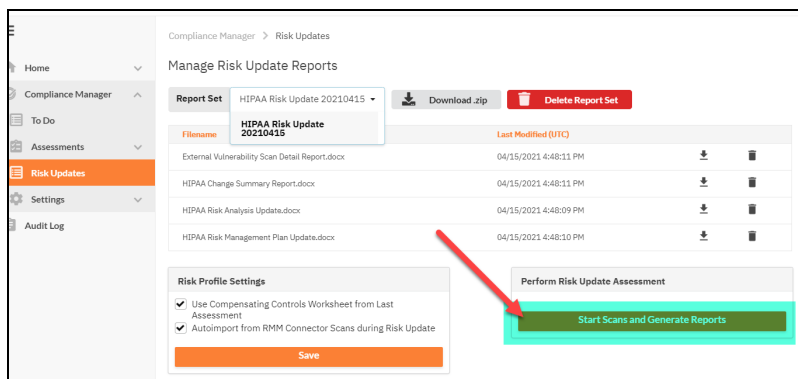 Compliance Manager > Risk Updates
Home
Compliance Manager
To Do
Assessments
Risk Updates
Settings
Audit Log
Manage Risk Update Reports
Report Set
HIPAA Risk Update 20210415
HIPAA Risk Update
20210415
Download .zip
Delete Report Set
Filename
Last Modified (UTC)
External Vulnerability Scan Detail Report.docx
04/15/2021 4:48:11 PM
HIPAA Change Summary Report.docx
04/15/2021 4:48:11 PM
HIPAA Risk Analysis Update.docx
04/15/2021 4:48:09 PM
HIPAA Risk Management Plan Update.docx
04/15/2021 4:48:10 PM
Risk Profile Settings
Use Compensating Controls Worksheet from Last
Assessment
Autoimport from RMM Connector Scans during Risk Update
Save
Perform Risk Update Assessment
Start Scans and Generate Reports